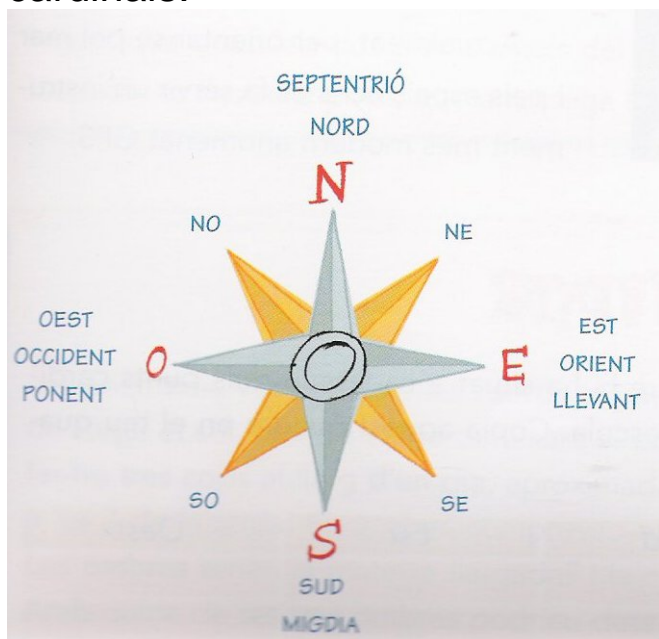 SEPTENTRIÓ
NORD
N
NO
NE
OEST
OCCIDENT
PONENT
O
E
EST
ORIENT
LLEVANT
SO
SE
S
SUD
MIGDIA